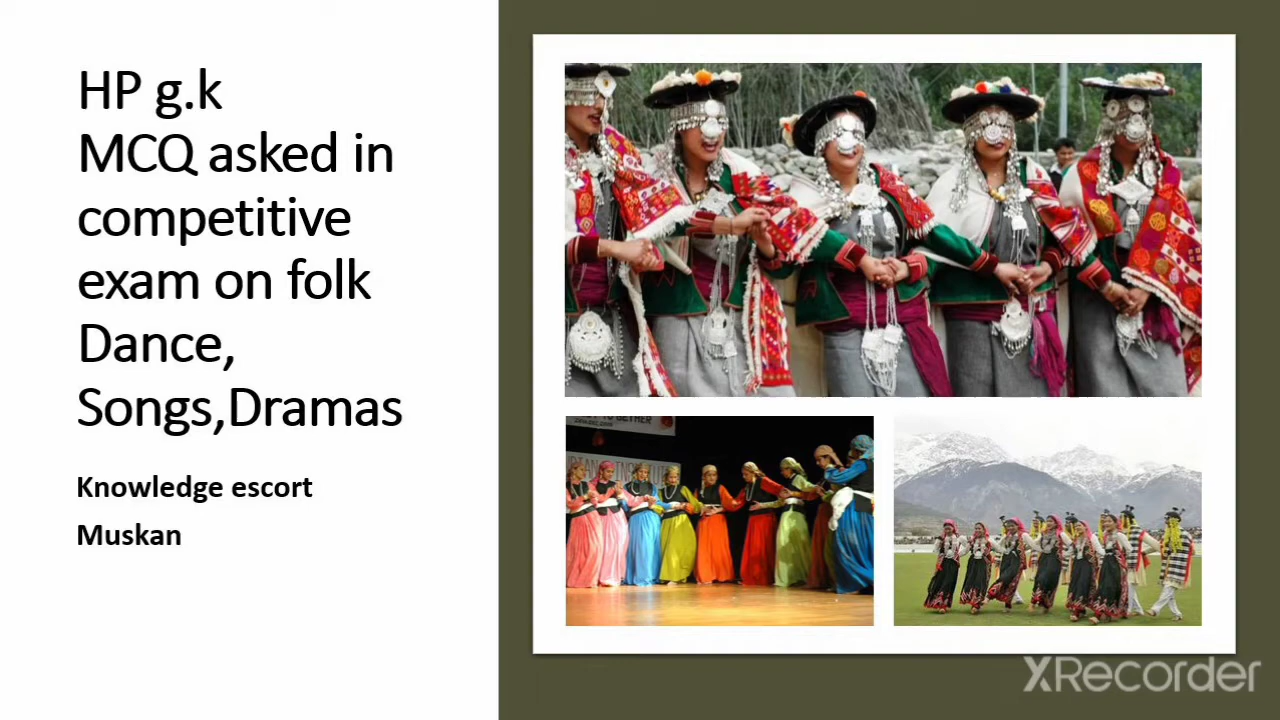 HP g.k
MCQ asked in
competitive
exam on folk
Dance,
Songs,Dramas
Knowledge escort
Muskan
XRecorder